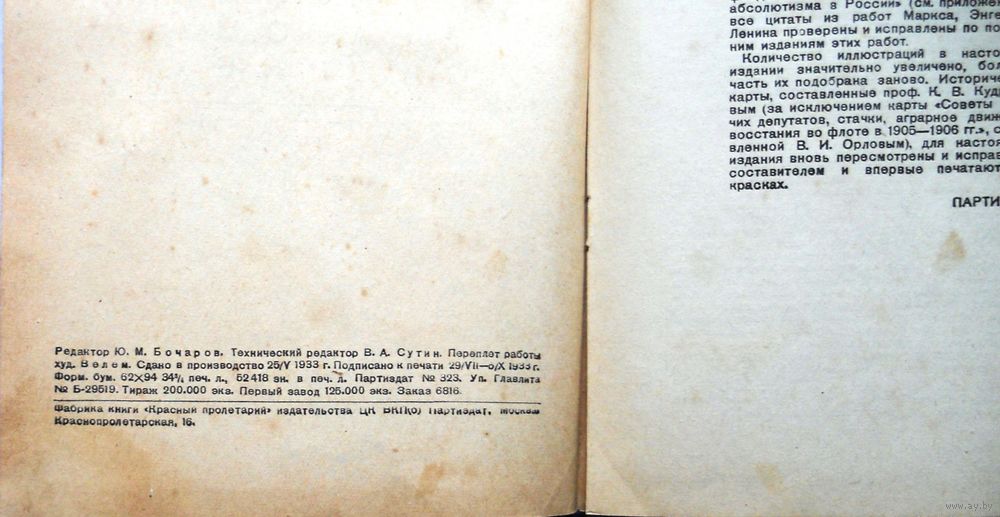 Редактор Ю. М. Бочаров. Технический редактор В. А. Сутин. Переплет работы
худ. Велем. Сдано в производство 25/V 1933 г. Подписано к печати 29/VII—
Форм. бум. 62×94 34¾ печ. л., 52418 зн. в печ. л. Партиздат № 323. Уп. Главлита
№ Б-29519. Тираж 200.000 экз. Первый завод 125.000 экз. Заказ 6816.
Фабрика книги «Красный пролетарий» издательства ЦК ВКП(б) Партиздат, Москва
Краснопролетарская, 16.
абсолютизма в России» (см. приложен
все цитаты из работ Маркса, Энге
Ленина проверены и исправлены по по
ним изданиям этих работ.
Количество иллюстраций в насто
издании значительно увеличено, бол
часть их подобрана заново. Историче
карты, составленные проф. К. В. Куд
вым (за исключением карты «Советы
чих депутатов, стачки, аграрное движ
восстания во флоте в 1905—1906 гг.», с
вленной В. И. Орловым), для настоя
издания вновь пересмотрены и исправ
составителем и впервые печатают
красках.
ПАРТИ
www.ay.by